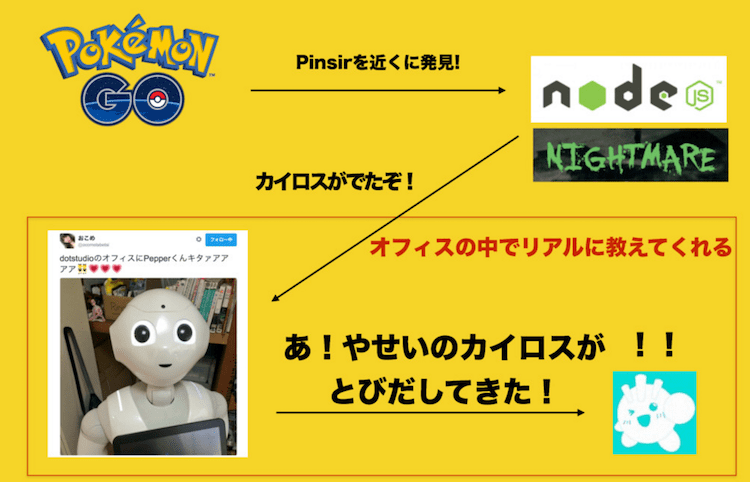 POKéMON
GO
Pinsirを近くに発見!
node
JS
NIGHTMARE
カイロスがでたぞ！
オフィスの中でリアルに教えてくれる
おこめ
フォロー中
dotstudioのオフィスにPepperくんキタァアア
アア👯❤❤❤
あ！やせいのカイロスが
！！
とびだしてきた！